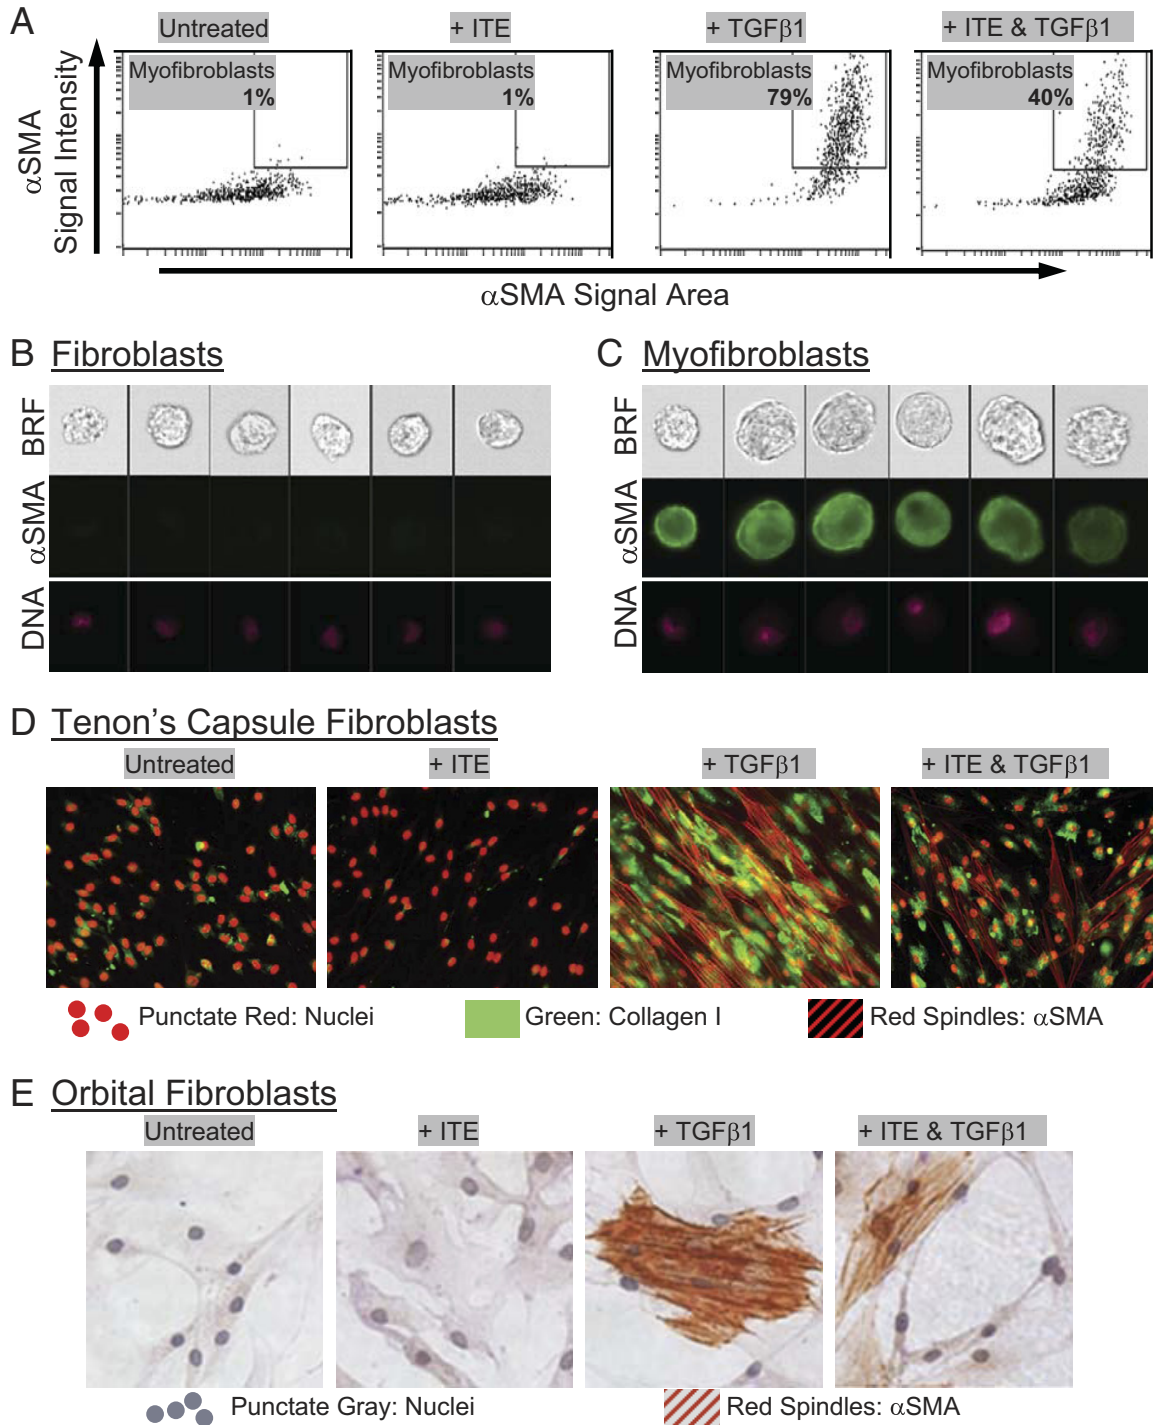 A
Untreated
+ ITE
+ TGFβ1
+ ITE & TGFβ1
αSMA
Signal Intensity
Myofibroblasts
1%
Myofibroblasts
1%
Myofibroblasts
79%
Myofibroblasts
40%
αSMA Signal Area
B Fibroblasts
BRF
αSMA
DNA
C Myofibroblasts
BRF
αSMA
DNA
D Tenon's Capsule Fibroblasts
Untreated
+ ITE
+ TGFβ1
+ ITE & TGFβ1
Punctate Red: Nuclei
Green: Collagen I
Red Spindles: αSMA
E Orbital Fibroblasts
Untreated
+ ITE
+ TGFβ1
+ ITE & TGFβ1
Punctate Gray: Nuclei
Red Spindles: αSMA